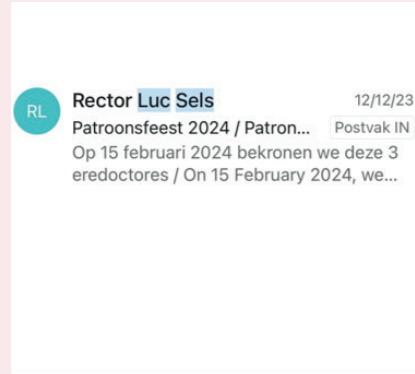 RL
Rector Luc Sels 12/12/23
Patroonsfeest 2024 / Patron... Postvak IN
Op 15 februari 2024 bekronen we deze 3
eredoctores / On 15 February 2024, we...